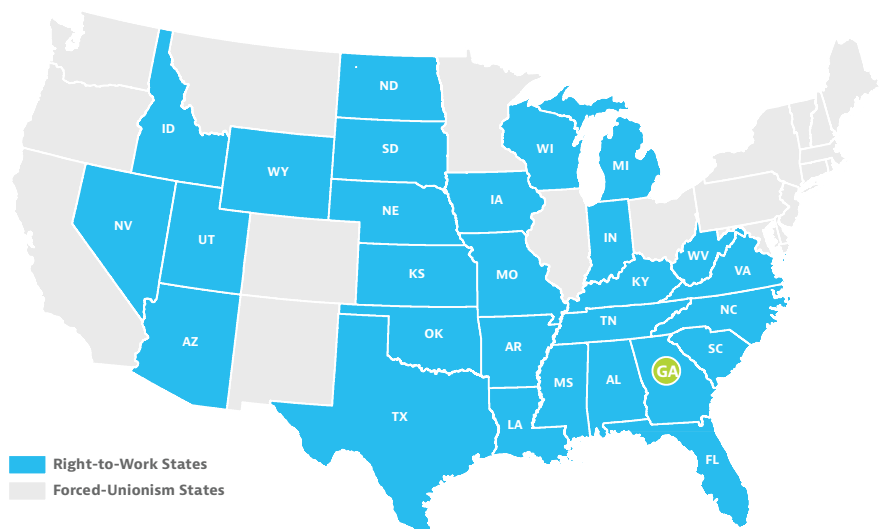 ND
ID
SD
WI
MI
WY
IA
NE
NV
UT
IN
WV
VA
KS
MO
KY
NC
TN
OK
AZ
AR
SC
GA
MS
AL
TX
LA
FL
Right-to-Work States
Forced-Unionism States